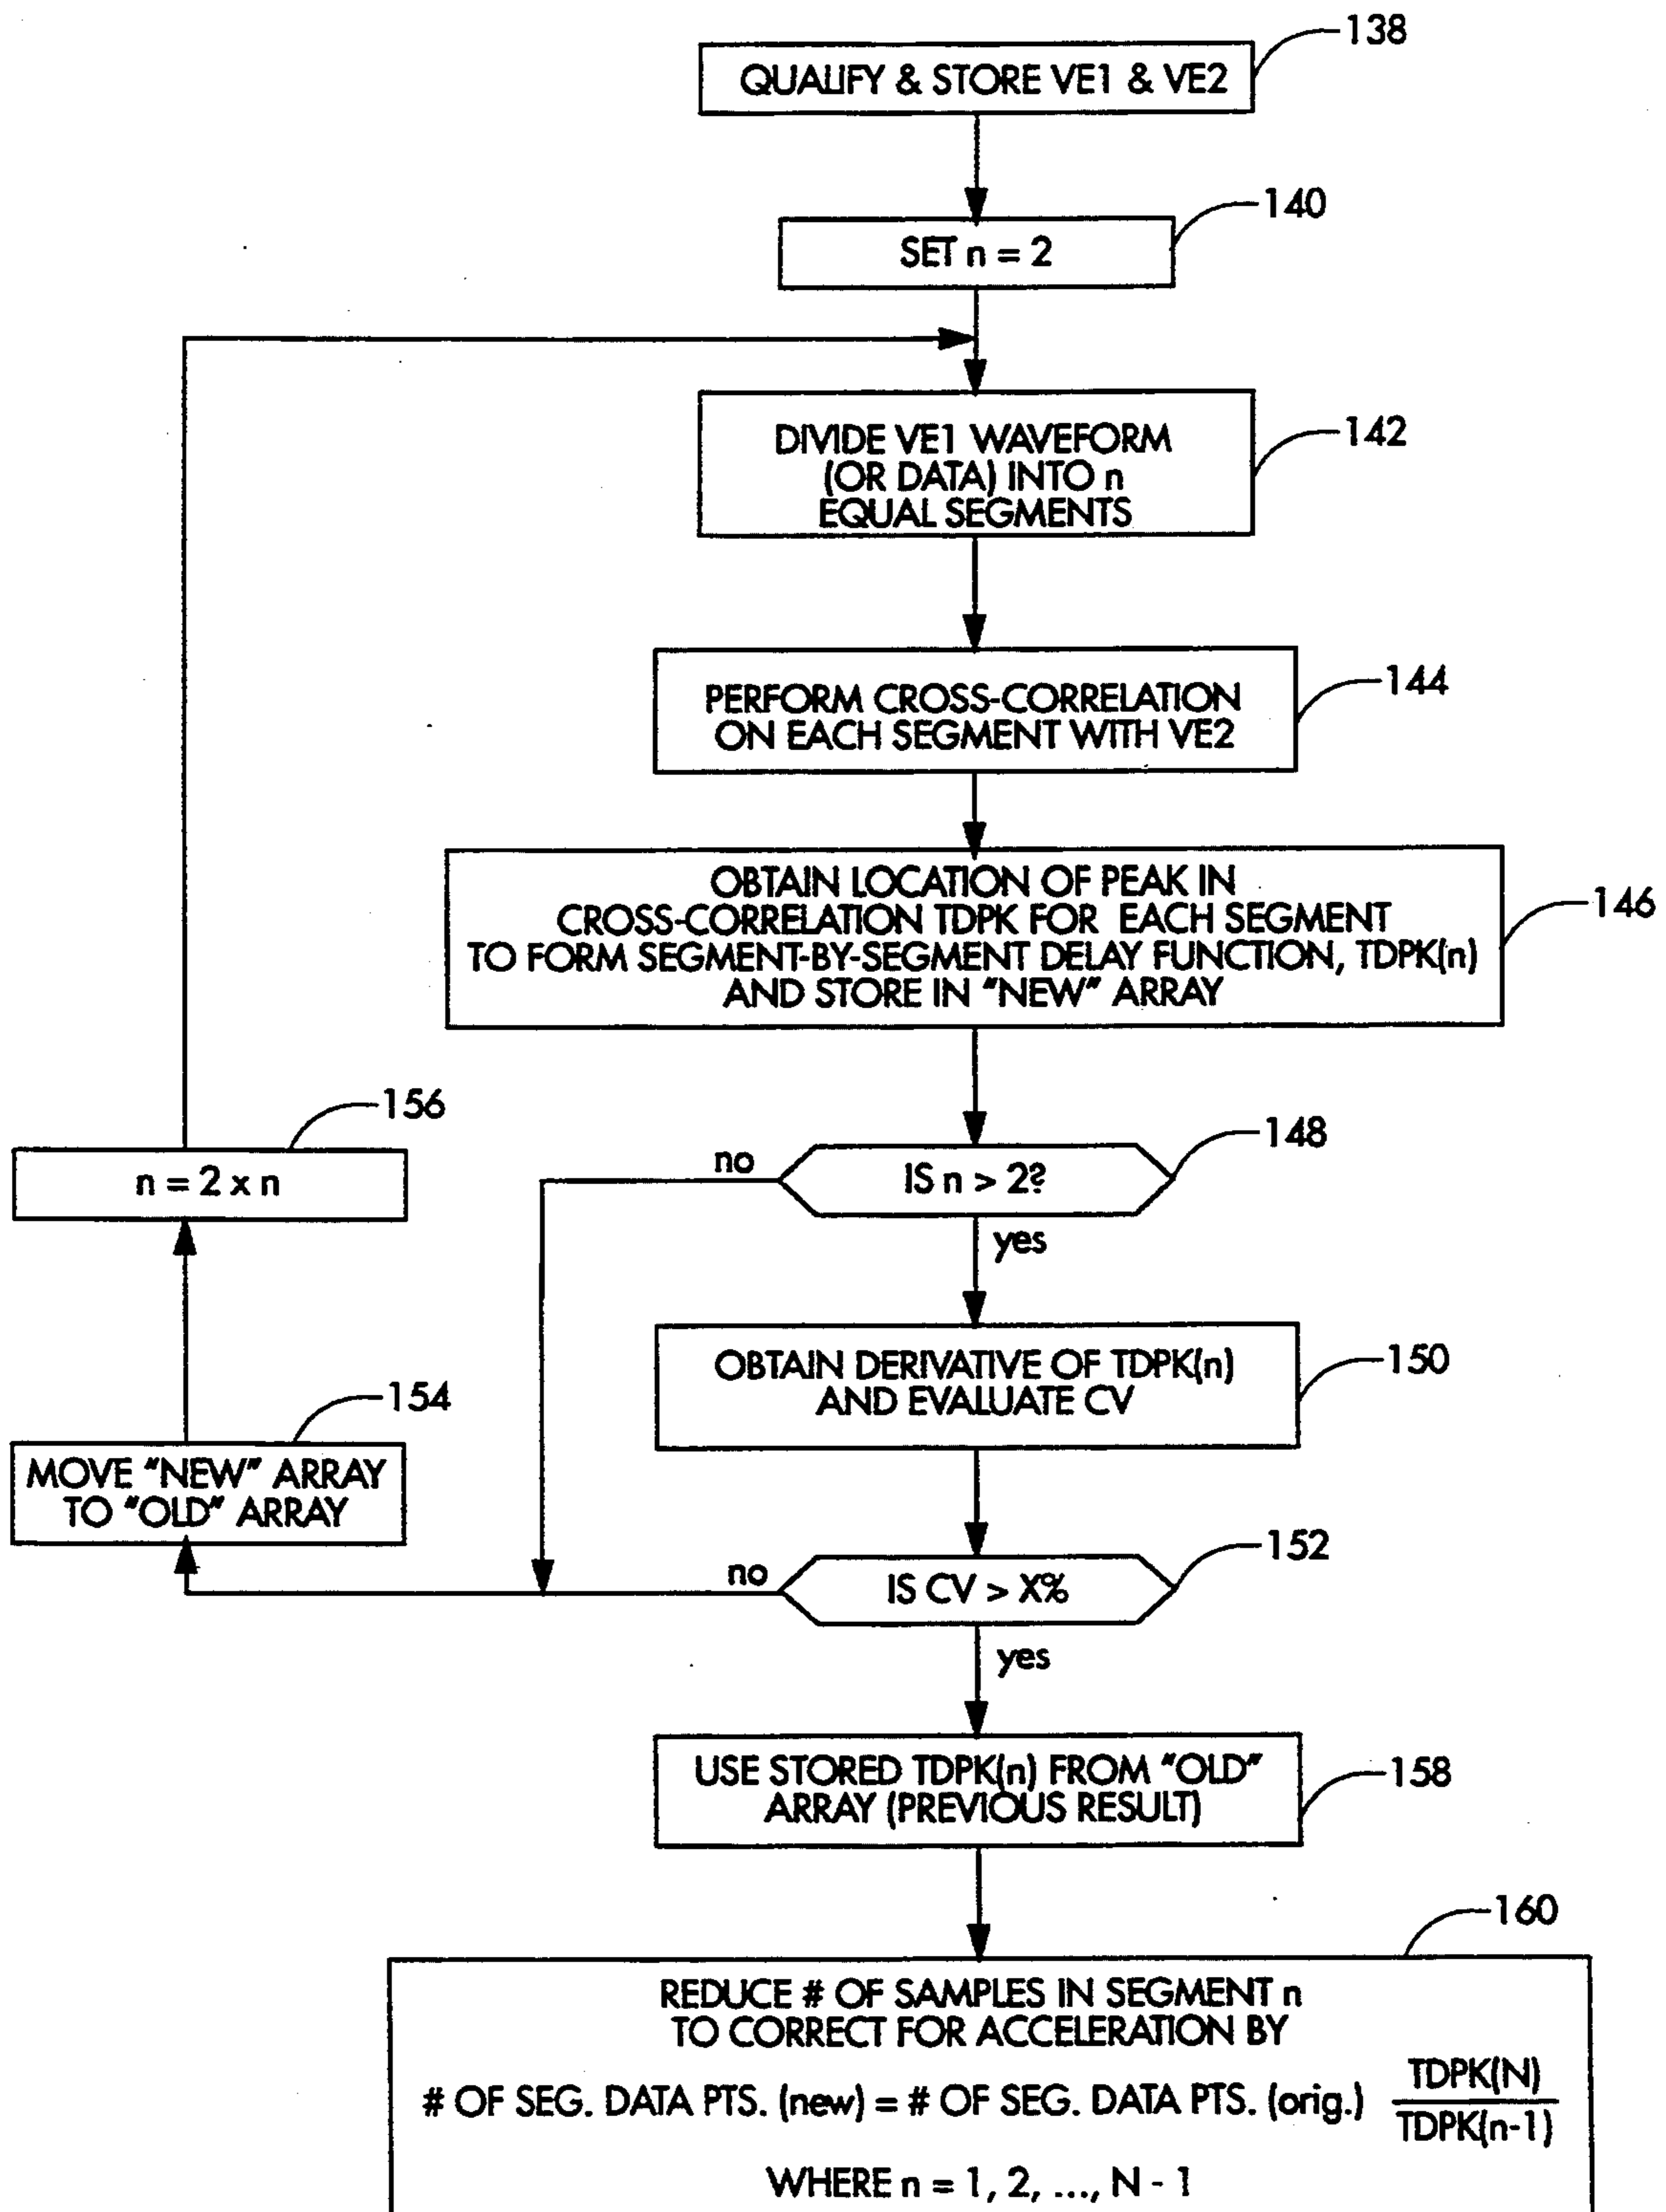 138
QUALIFY & STORE VE1 & VE2
140
SET n = 2
142
DIVIDE VE1 WAVEFORM
(OR DATA) INTO n
EQUAL SEGMENTS
144
PERFORM CROSS-CORRELATION
ON EACH SEGMENT WITH VE2
146
OBTAIN LOCATION OF PEAK IN
CROSS-CORRELATION TDPK FOR EACH SEGMENT
TO FORM SEGMENT-BY-SEGMENT DELAY FUNCTION, TDPK(n)
AND STORE IN "NEW" ARRAY
156
n = 2 x n
148
no
IS n > 2?
yes
150
OBTAIN DERIVATIVE OF TDPK(n)
AND EVALUATE CV
154
MOVE "NEW" ARRAY
TO "OLD" ARRAY
152
no
IS CV > X%
yes
158
USE STORED TDPK(n) FROM "OLD"
ARRAY (PREVIOUS RESULT)
160
REDUCE # OF SAMPLES IN SEGMENT n
TO CORRECT FOR ACCELERATION BY
# OF SEG. DATA PTS. (new) = # OF SEG. DATA PTS. (orig.) TDPK(N)
TDPK(n-1)
WHERE n = 1, 2, ..., N - 1